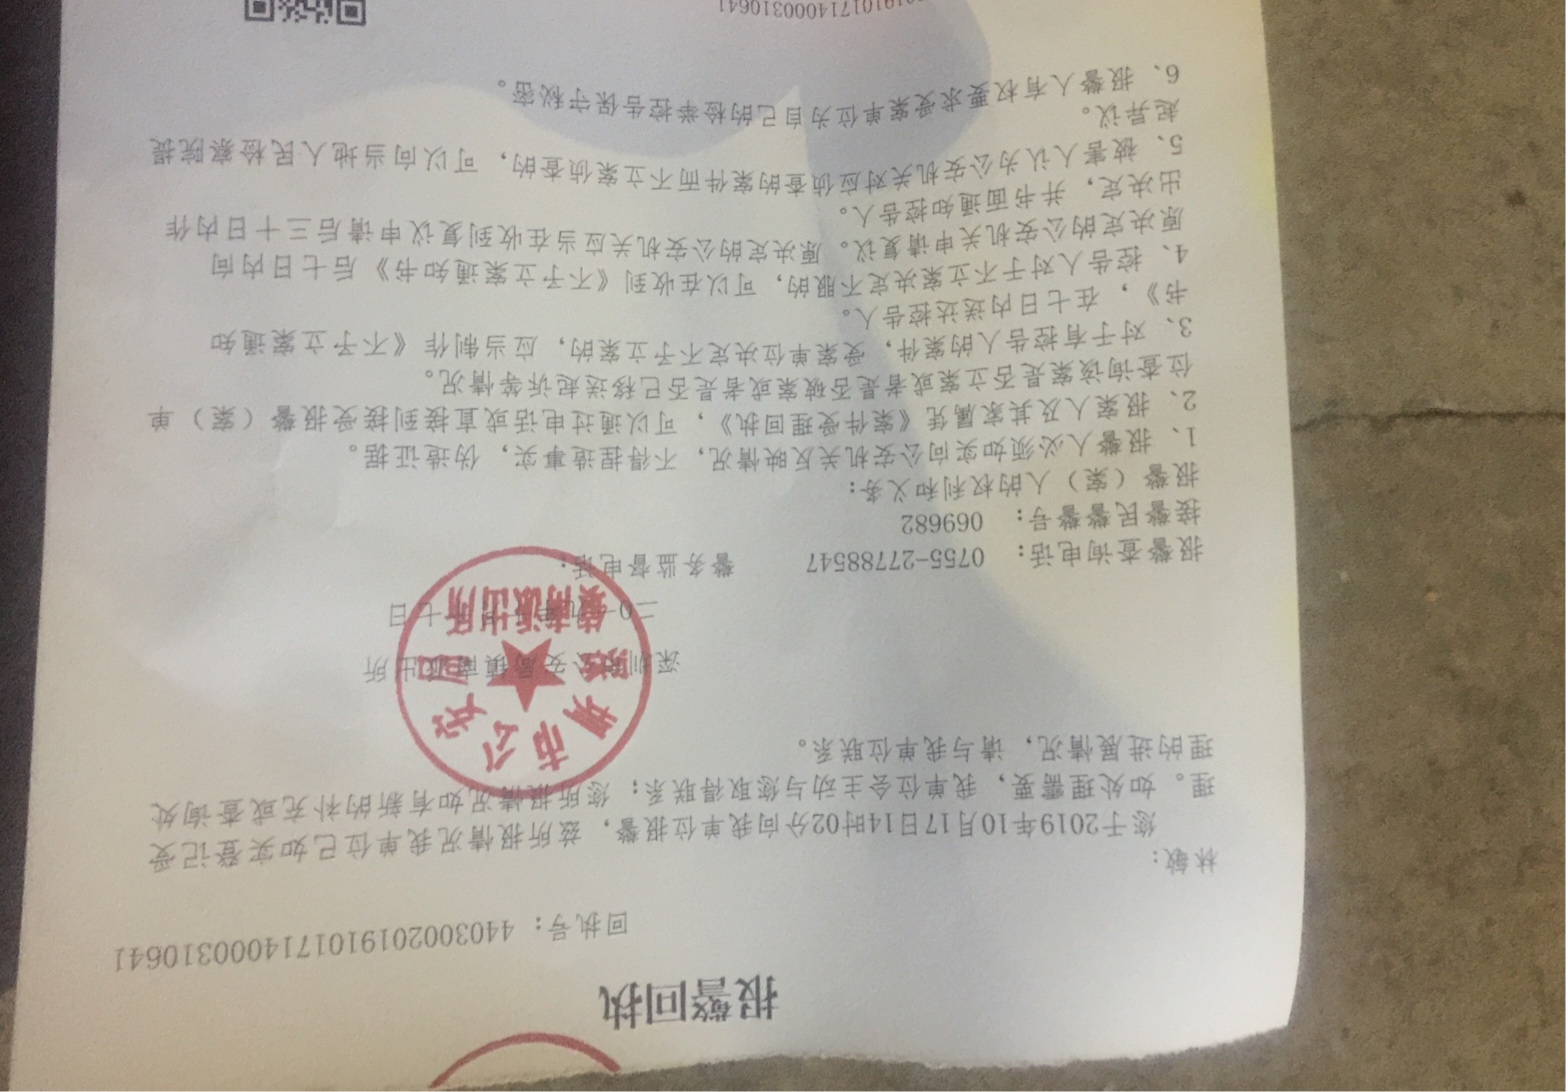 报警回执
回执号：4403002019101714000310641
林敏：
您于2019年10月17日14时02分向我单位报警，兹所报情况我单位已如实登记受
理。如处理需要，我单位会主动与您取得联系；您所报情况如有新的补充或查询处
理的进展情况，请与我单位联系。
深圳市公安局镇南派出所
二0一九年十月十七日
报警查询电话：0755-27788547 警务监督电话：
接警民警警号：069682
报警（案）人的权利和义务：
1、报警人必须如实向公安机关反映情况，不得捏造事实，伪造证据。
2、报案人及其家属凭《案件受理回执》，可以通过电话或直接到接受报警（案）单
位查询该案是否立案或者是否破案或者是否已移送起诉等情况。
3、对于有控告人的案件，受案单位决定不予立案的，应当制作《不予立案通知
书》，在七日内送达控告人。
4、控告人对于不立案决定不服的，可以在收到《不予立案通知书》后七日内向
原决定的公安机关申请复议。原决定的公安机关应当在收到复议申请后三十日内作
出决定，并书面通知控告人。
5、被害人认为公安机关对应侦查的案件而不立案侦查的，可以向当地人民检察院提
起异议。
6、报警人有权要求受案单位为自己的检举控告保守秘密。
019101714000310641